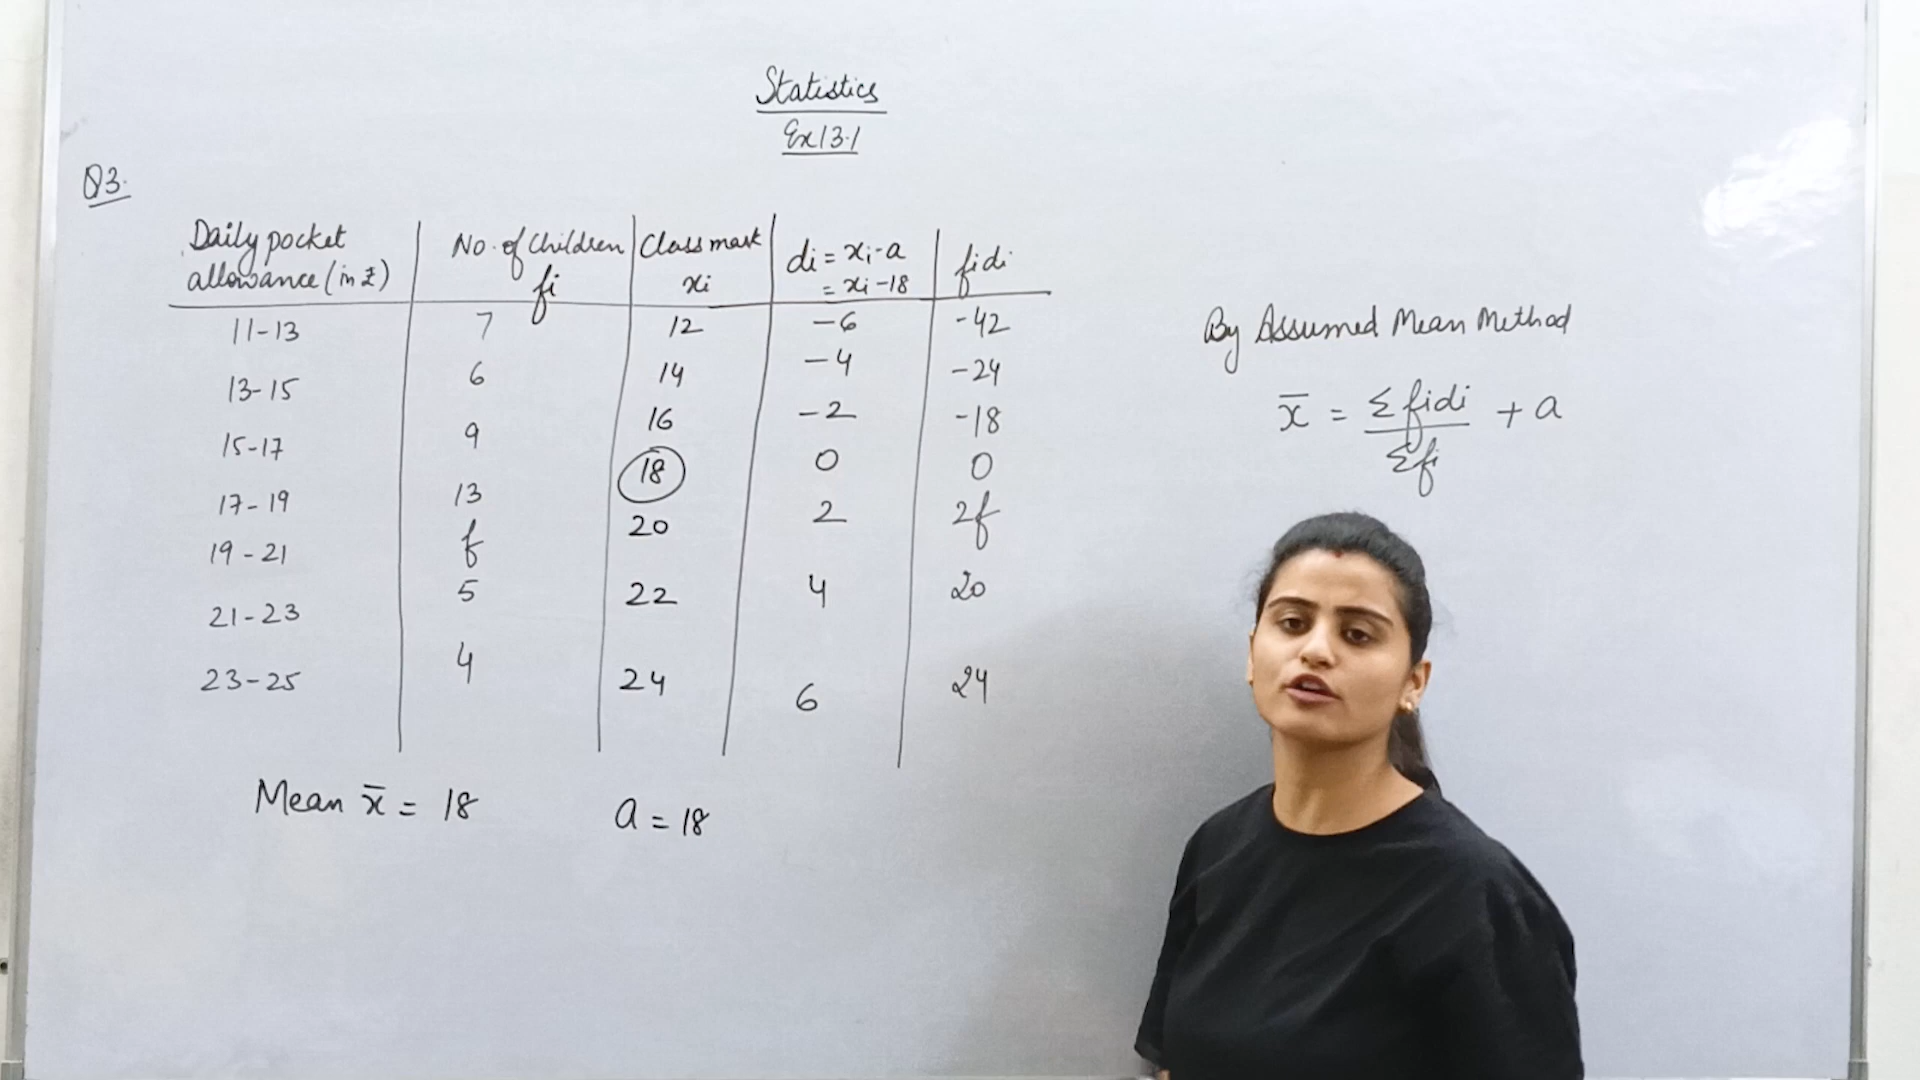 Statistics
Ex 13.1
Q3.
Daily pocket allowance (in ₹) | No. of Children fi | Class mark xi | di = xi - a = xi - 18 | fidi
11-13 7 12 -6 -42
13-15 6 14 -4 -24
15-17 9 16 -2 -18
17-19 13 18 0 0
19-21 f 20 2 2f
21-23 5 22 4 20
23-25 4 24 6 24
Mean x̄ = 18 a = 18
By Assumed Mean Method
x̄ = Σfidi / Σfi + a